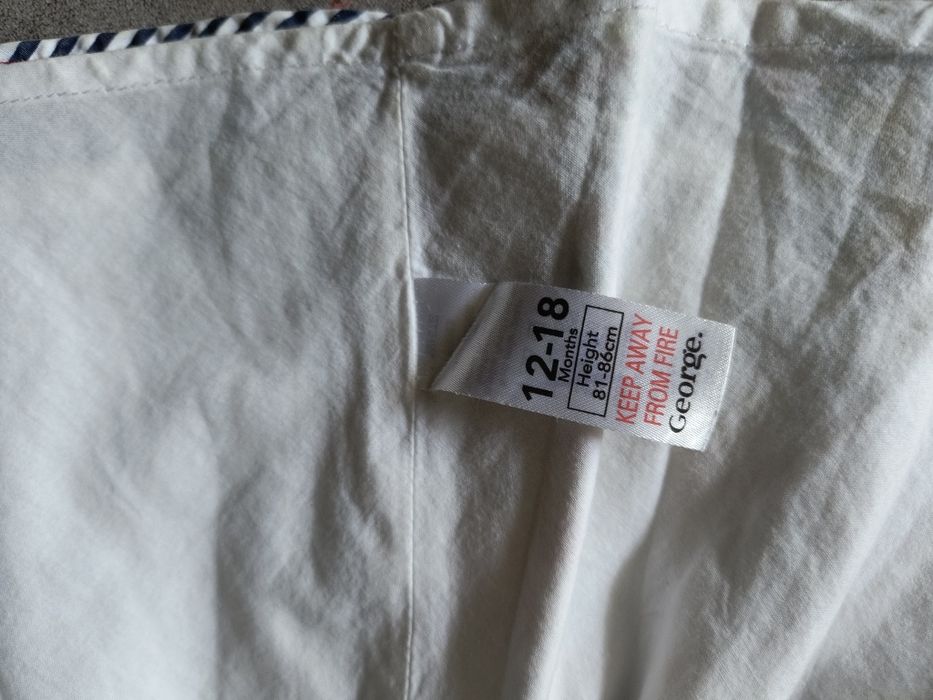 12-18
Months
Height
81-86cm
KEEP AWAY
FROM FIRE
George.